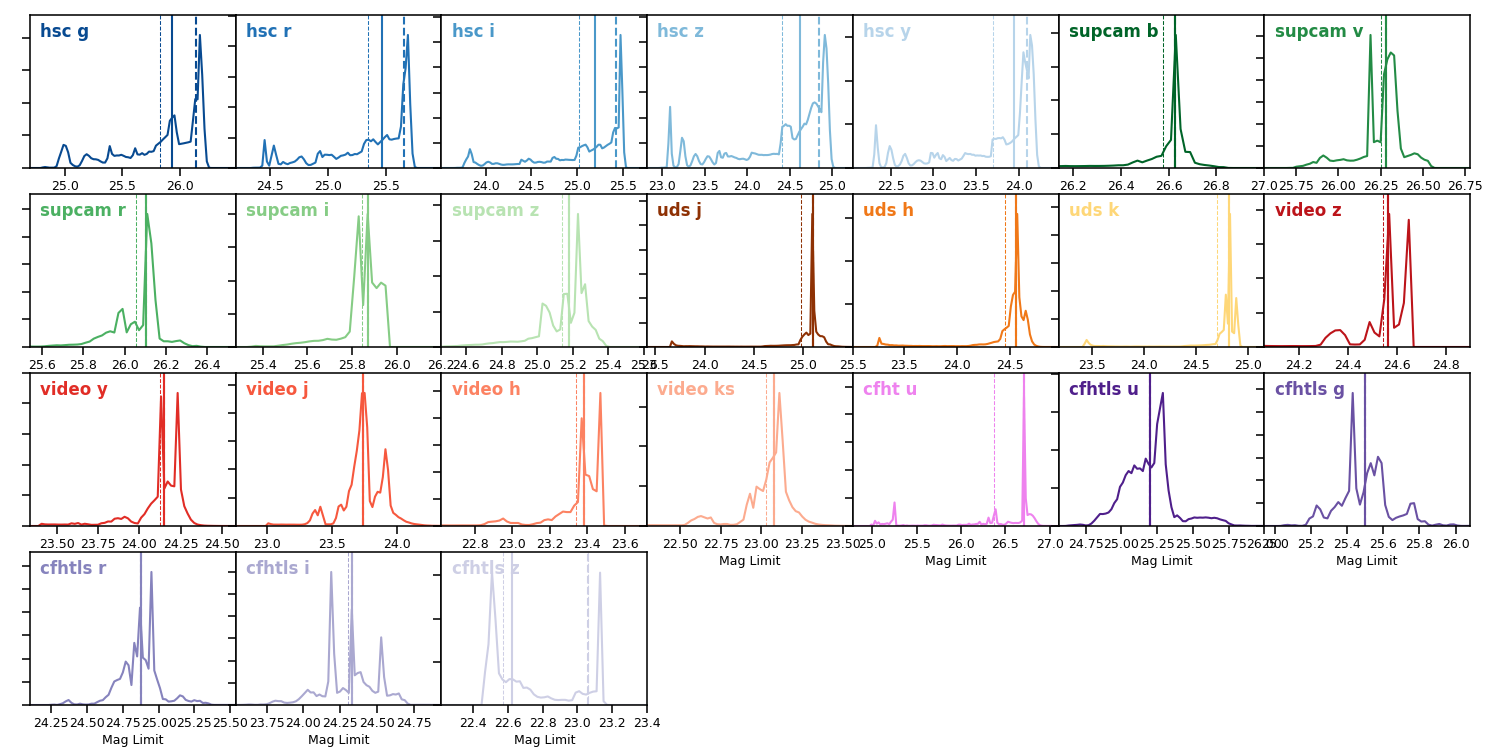 hsc g hsc r hsc i hsc z hsc y supcam b supcam v
25.0 25.5 26.0 24.5 25.0 25.5 24.0 24.5 25.0 25.5 23.0 23.5 24.0 24.5 25.0 22.5 23.0 23.5 24.0 26.2 26.4 26.6 26.8 27.0 25.75 26.00 26.25 26.50 26.75
supcam r supcam i supcam z uds j uds h uds k video z
25.6 25.8 26.0 26.2 26.4 25.4 25.6 25.8 26.0 26.2 24.6 24.8 25.0 25.2 25.4 25.6 23.5 24.0 24.5 25.0 25.5 23.5 24.0 24.5 23.5 24.0 24.5 25.0 24.2 24.4 24.6 24.8
video y video j video h video ks cfht u cfhtls u cfhtls g
23.50 23.75 24.00 24.25 24.50 23.0 23.5 24.0 22.8 23.0 23.2 23.4 23.6 22.50 22.75 23.00 23.25 23.50 25.0 25.5 26.0 26.5 27.0 24.75 25.00 25.25 25.50 25.75 26.00 25.0 25.2 25.4 25.6 25.8 26.0
Mag Limit Mag Limit Mag Limit Mag Limit
cfhtls r cfhtls i cfhtls z
24.25 24.50 24.75 25.00 25.25 25.50 23.75 24.00 24.25 24.50 24.75 22.4 22.6 22.8 23.0 23.2 23.4
Mag Limit Mag Limit Mag Limit